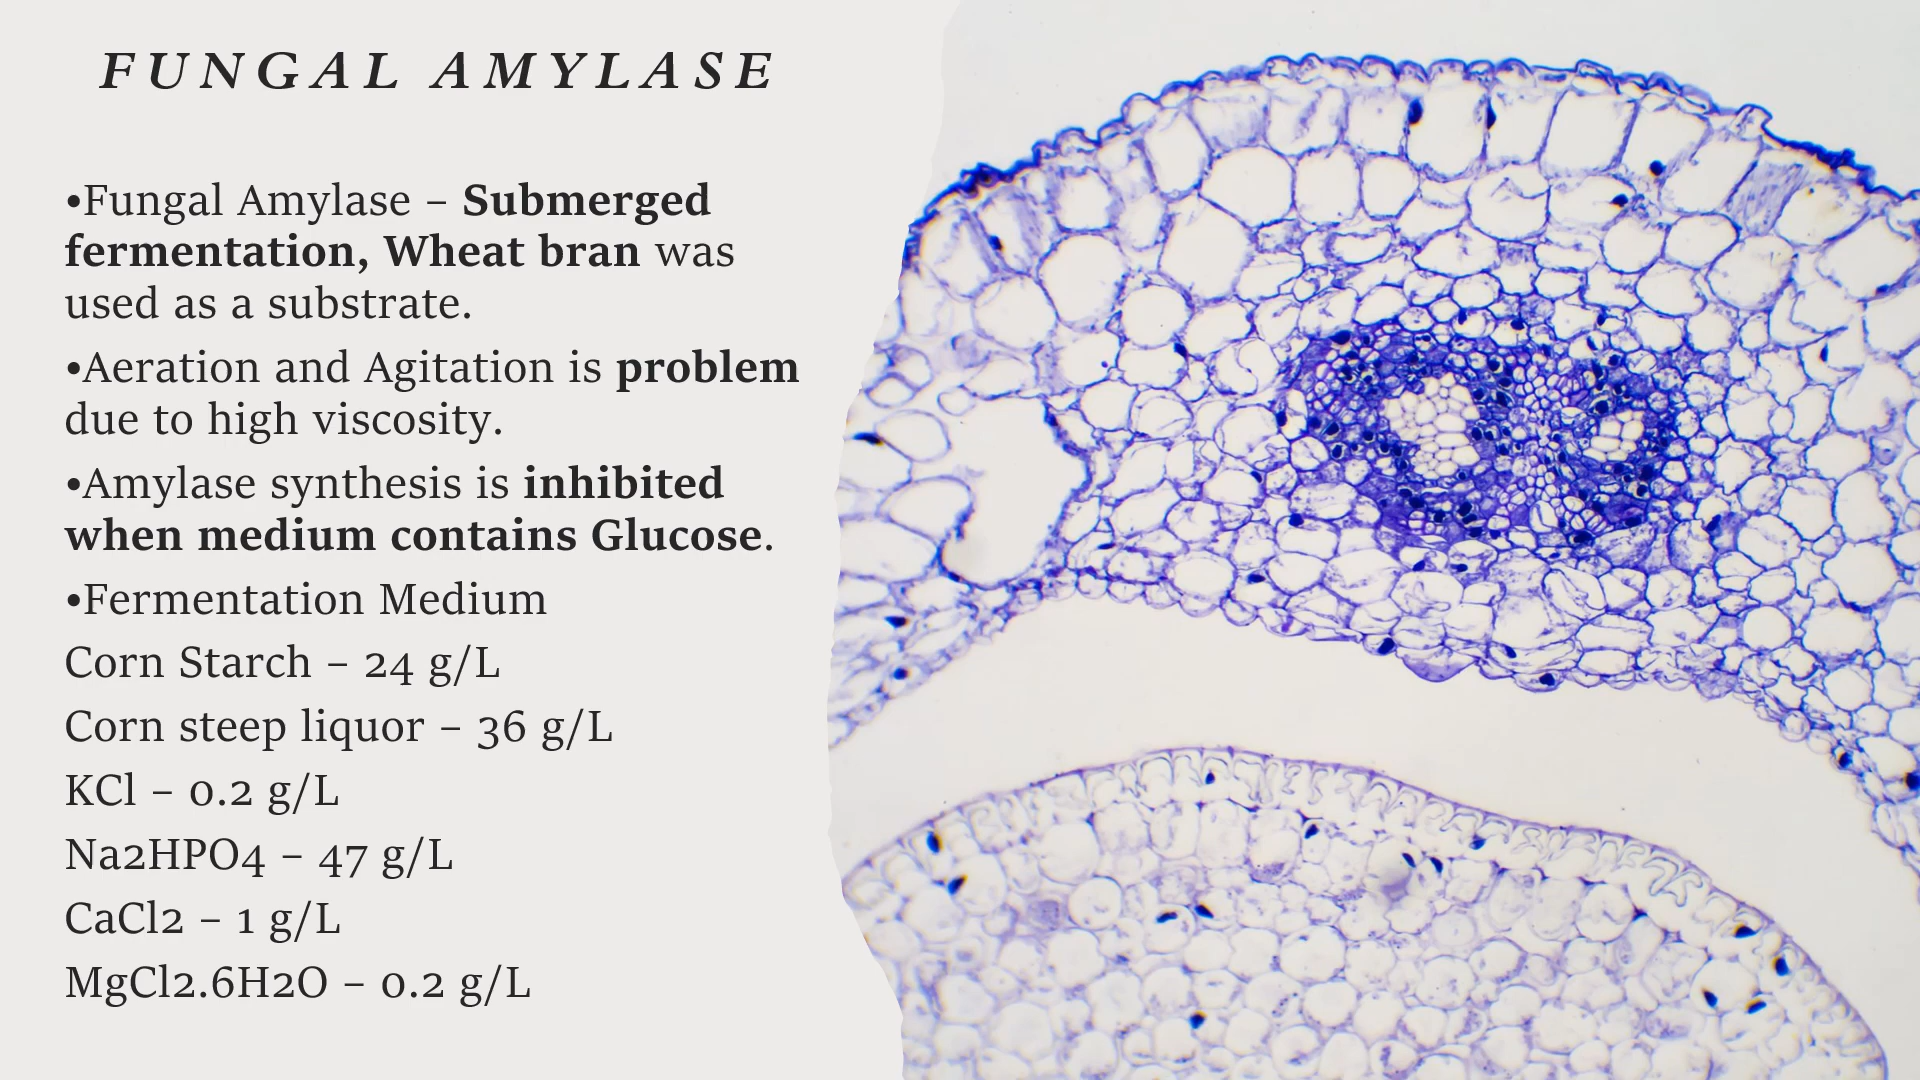 FUNGAL AMYLASE
•Fungal Amylase – Submerged
fermentation, Wheat bran was
used as a substrate.
•Aeration and Agitation is problem
due to high viscosity.
•Amylase synthesis is inhibited
when medium contains Glucose.
•Fermentation Medium
Corn Starch – 24 g/L
Corn steep liquor – 36 g/L
KCl – 0.2 g/L
Na2HPO4 – 47 g/L
CaCl2 – 1 g/L
MgCl2.6H2O – 0.2 g/L